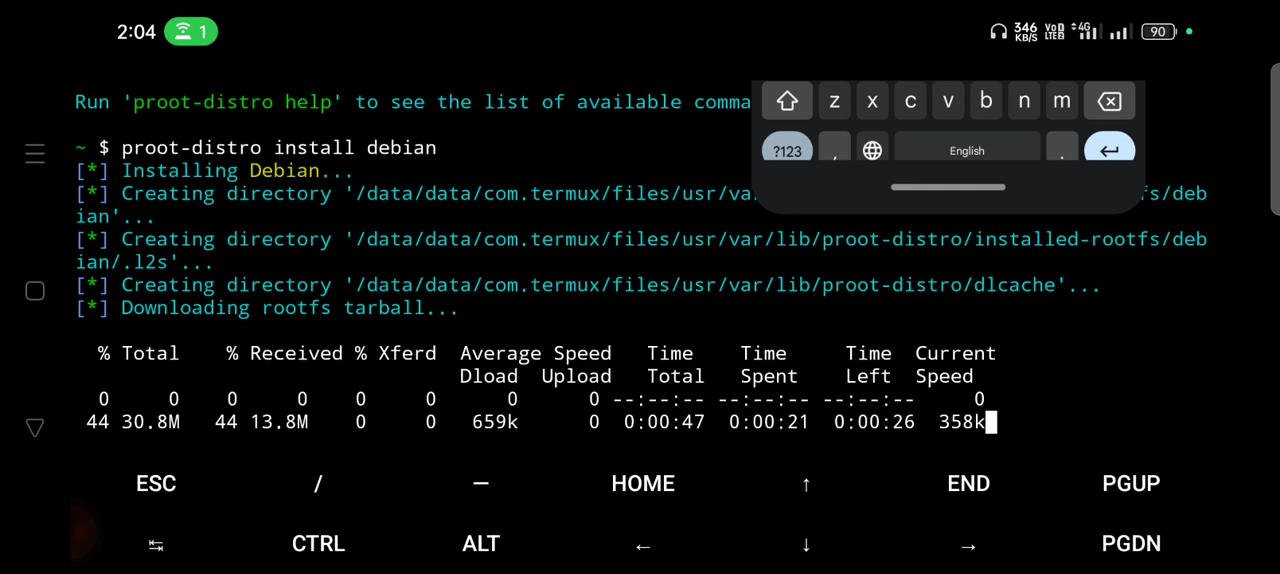 2:04 1 346 KB/S VoD LTE2 4G 90
Run 'proot-distro help' to see the list of available comma
z x c v b n m
~ $ proot-distro install debian
?123 , English .
[*] Installing Debian...
[*] Creating directory '/data/data/com.termux/files/usr/va fs/deb
ian'...
[*] Creating directory '/data/data/com.termux/files/usr/var/lib/proot-distro/installed-rootfs/deb
ian/.l2s'...
[*] Creating directory '/data/data/com.termux/files/usr/var/lib/proot-distro/dlcache'...
[*] Downloading rootfs tarball...
% Total % Received % Xferd Average Speed Time Time Time Current
Dload Upload Total Spent Left Speed
0 0 0 0 0 0 0 0 --:--:-- --:--:-- --:--:-- 0
44 30.8M 44 13.8M 0 0 659k 0 0:00:47 0:00:21 0:00:26 358k
ESC / — HOME ↑ END PGUP
↹ CTRL ALT ← ↓ → PGDN